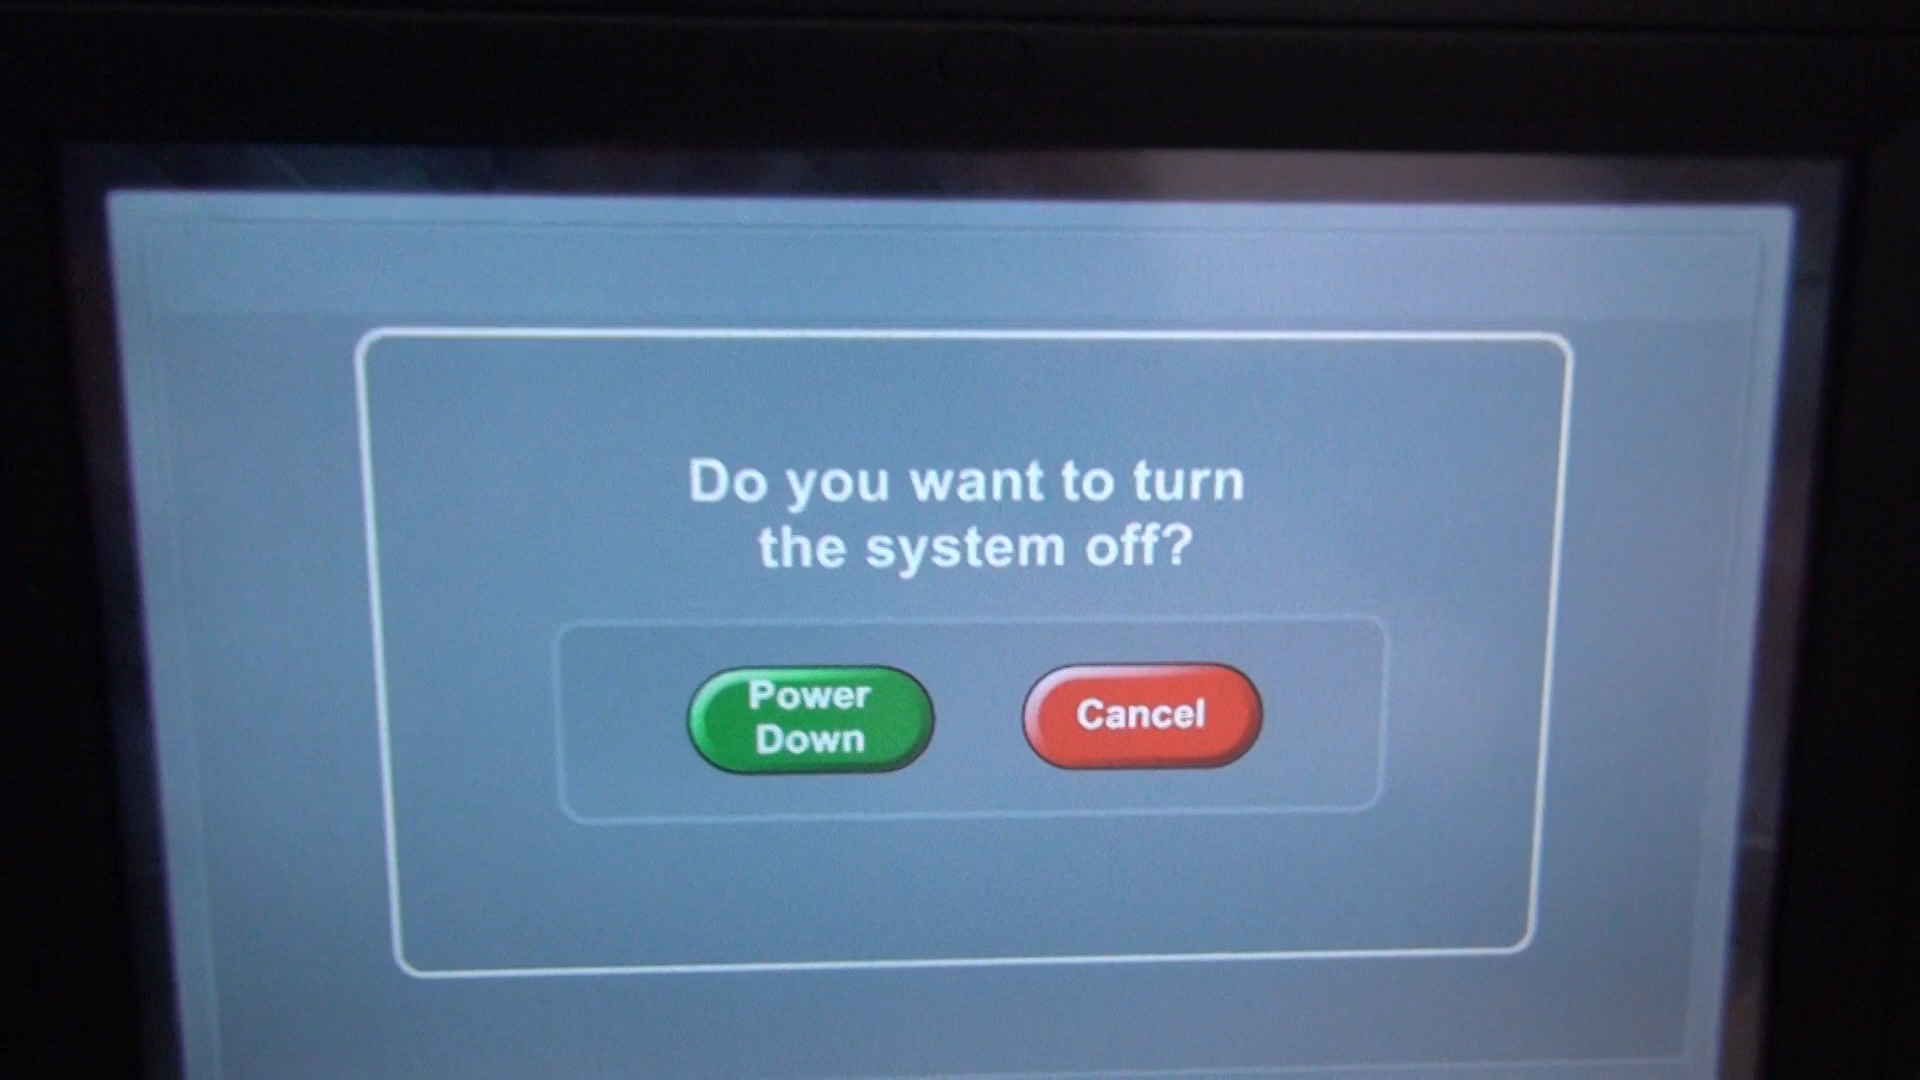 Do you want to turn
the system off?
Power
Down
Cancel